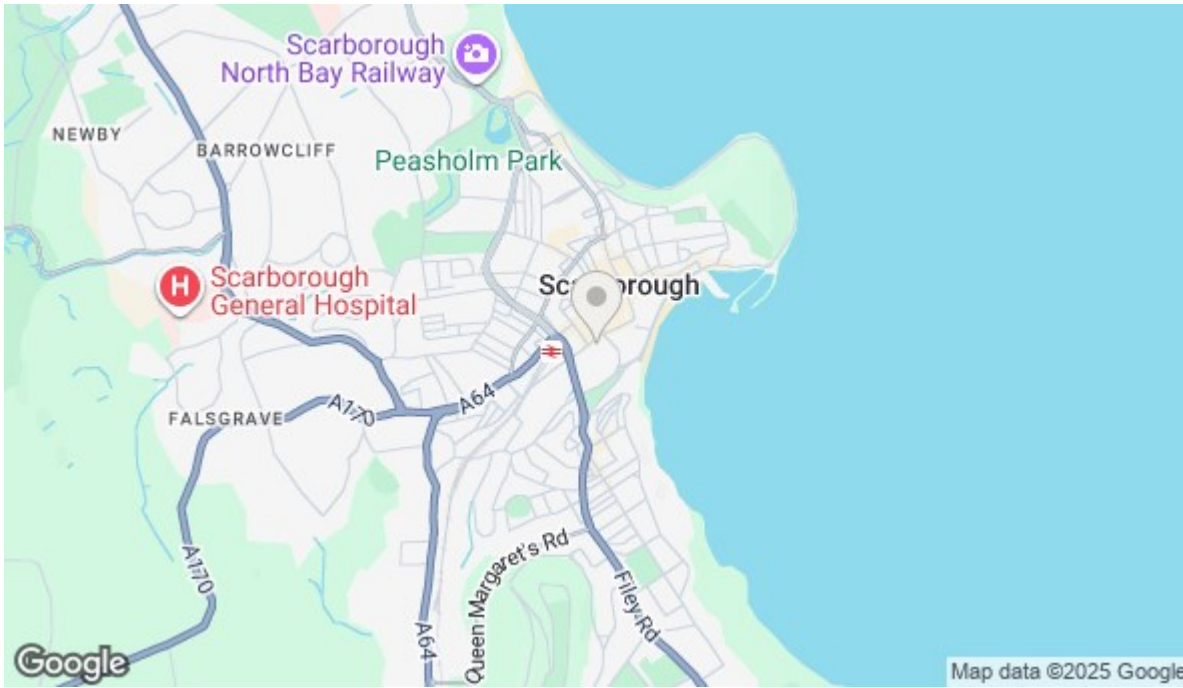 Scarborough
North Bay Railway
NEWBY
BARROWCLIFF
Peasholm Park
Scarborough
General Hospital
Scarborough
A64
A170
FALSGRAVE
A170
A64
Queen Margaret's Rd
Filey Rd
Google
Map data ©2025 Google
H